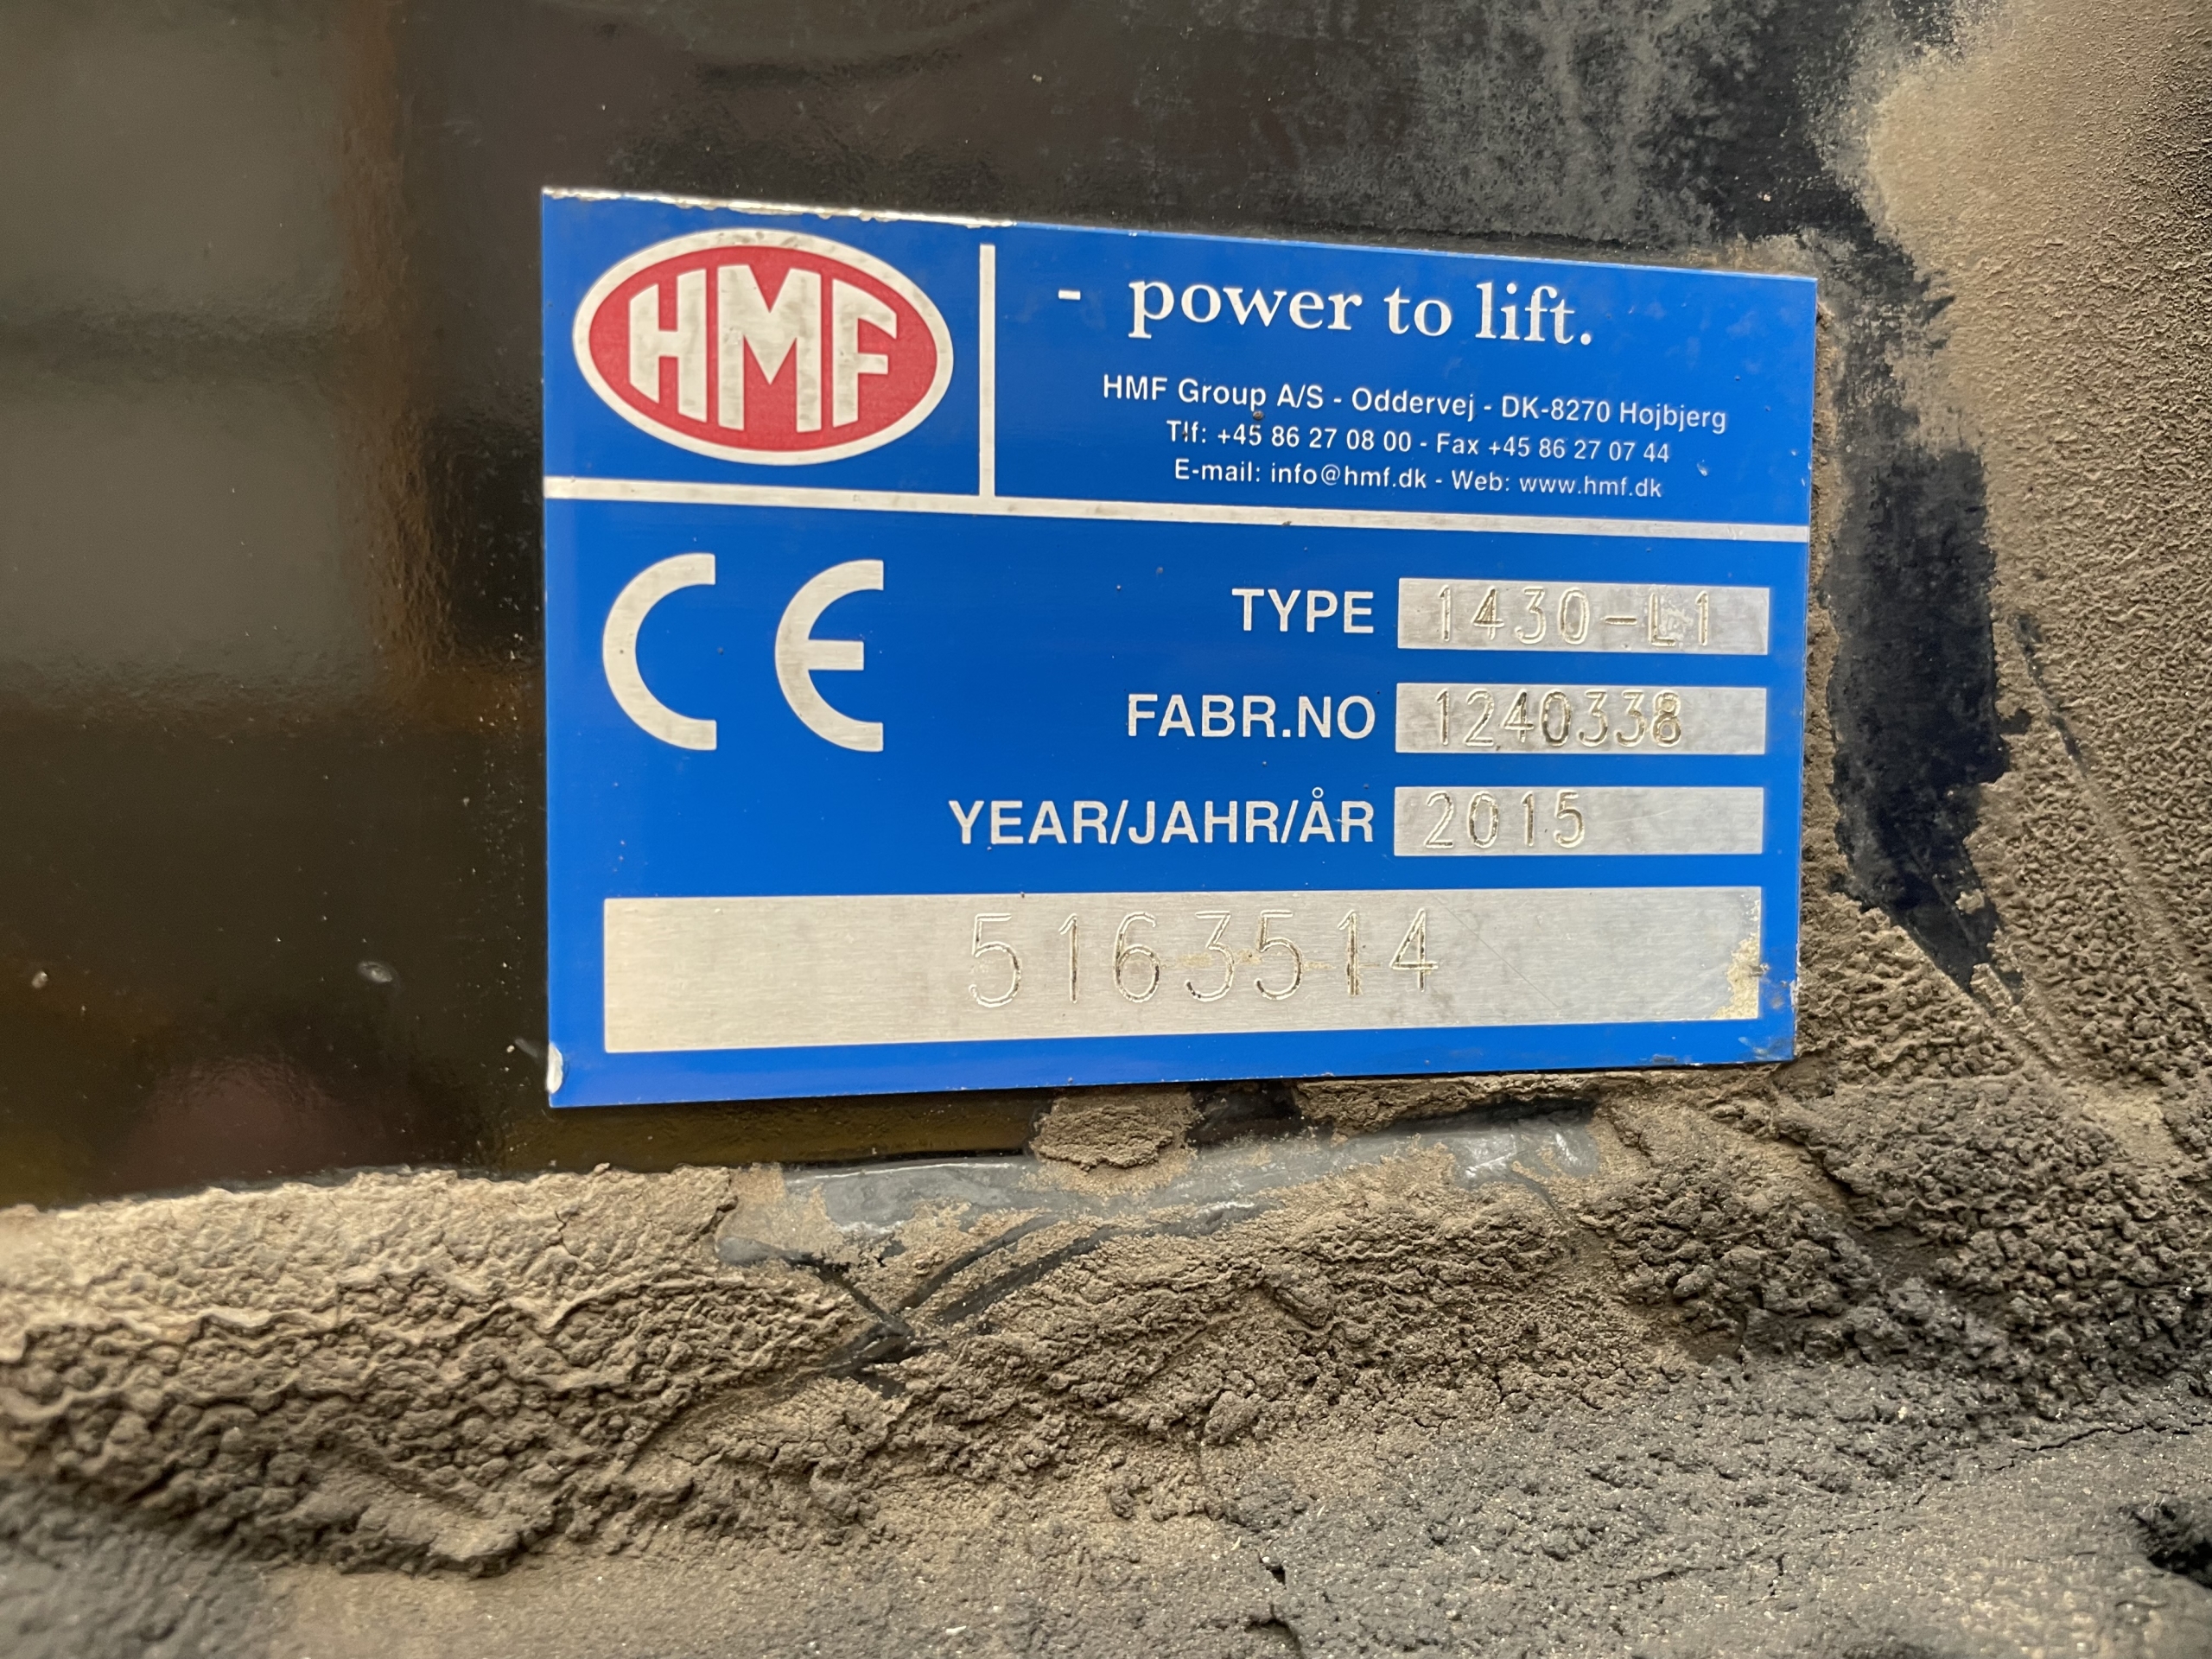 HMF
- power to lift.
HMF Group A/S - Oddervej - DK-8270 Hojbjerg
Tlf: +45 86 27 08 00 - Fax +45 86 27 07 44
E-mail: info@hmf.dk - Web: www.hmf.dk
CE
TYPE 1430-L1
FABR.NO 1240338
YEAR/JAHR/ÅR 2015
5163514